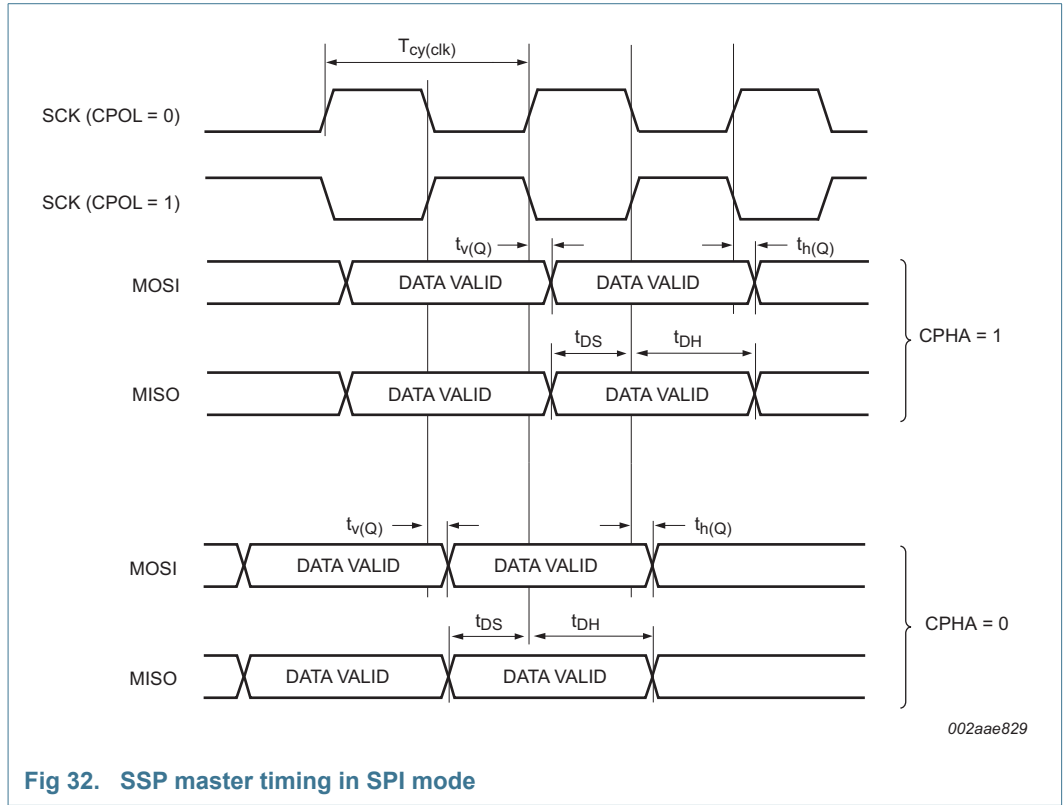 Tcy(clk)
SCK (CPOL = 0)
SCK (CPOL = 1)
tv(Q)
th(Q)
MOSI
DATA VALID
DATA VALID
tDS
tDH
CPHA = 1
MISO
DATA VALID
DATA VALID
tv(Q)
th(Q)
MOSI
DATA VALID
DATA VALID
tDS
tDH
CPHA = 0
MISO
DATA VALID
DATA VALID
002aae829
Fig 32. SSP master timing in SPI mode